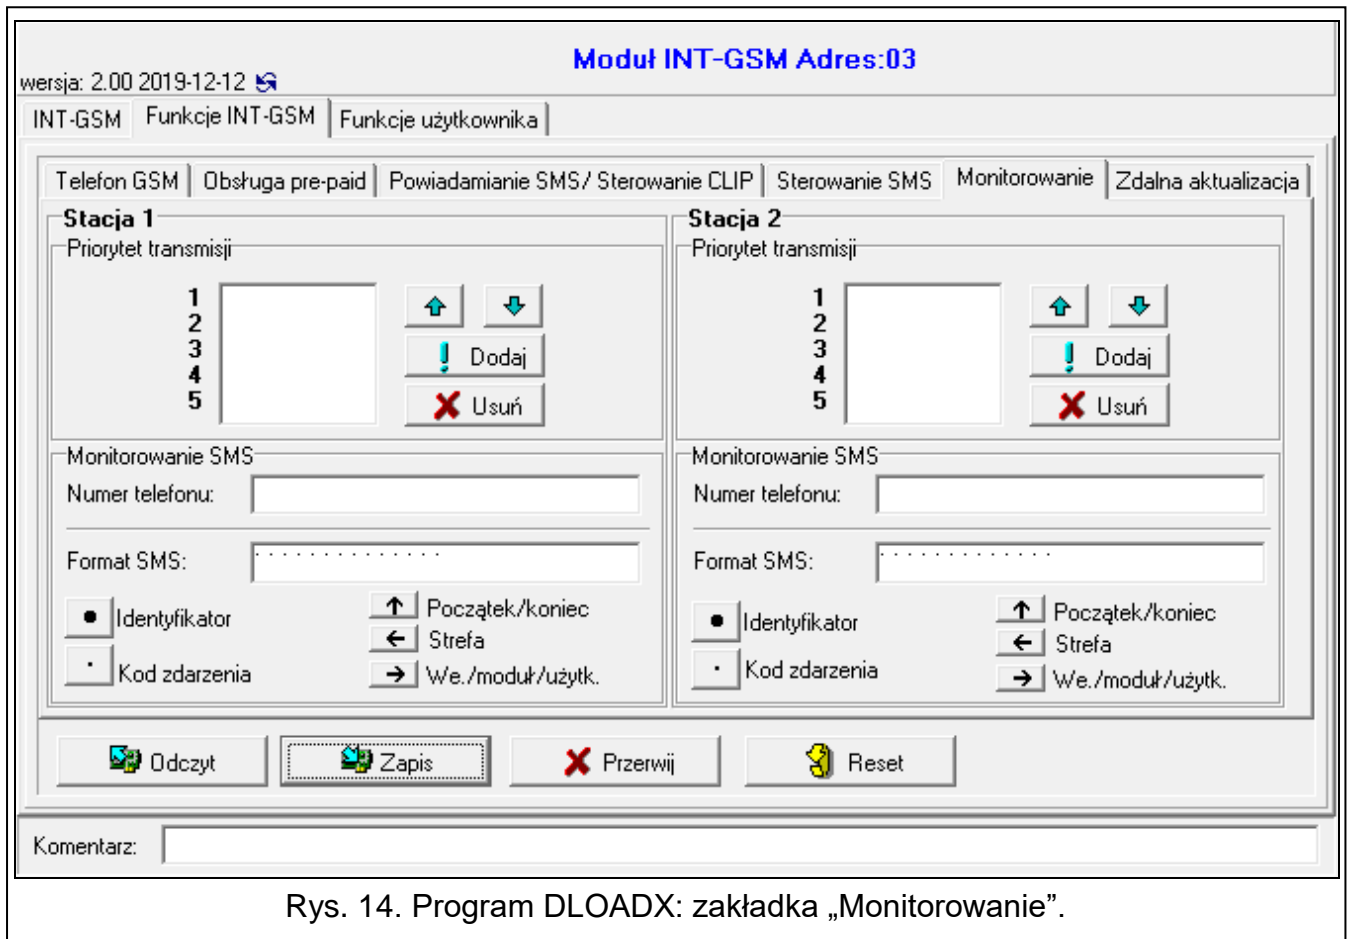 Moduł INT-GSM Adres:03
wersja: 2.00 2019-12-12
INT-GSM Funkcje INT-GSM Funkcje użytkownika
Telefon GSM Obsługa pre-paid Powiadamianie SMS/ Sterowanie CLIP Sterowanie SMS Monitorowanie Zdalna aktualizacja
Stacja 1
Priorytet transmisji
1
2
3
4
5
Dodaj
Usuń
Monitorowanie SMS
Numer telefonu:
Format SMS: . . . . . . . . . . . . . .
Identyfikator
Kod zdarzenia
Początek/koniec
Strefa
We./moduł/użytk.
Stacja 2
Priorytet transmisji
1
2
3
4
5
Dodaj
Usuń
Monitorowanie SMS
Numer telefonu:
Format SMS: . . . . . . . . . . . . .
Identyfikator
Kod zdarzenia
Początek/koniec
Strefa
We./moduł/użytk.
Odczyt Zapis Przerwij Reset
Komentarz:
Rys. 14. Program DLOADX: zakładka „Monitorowanie”.